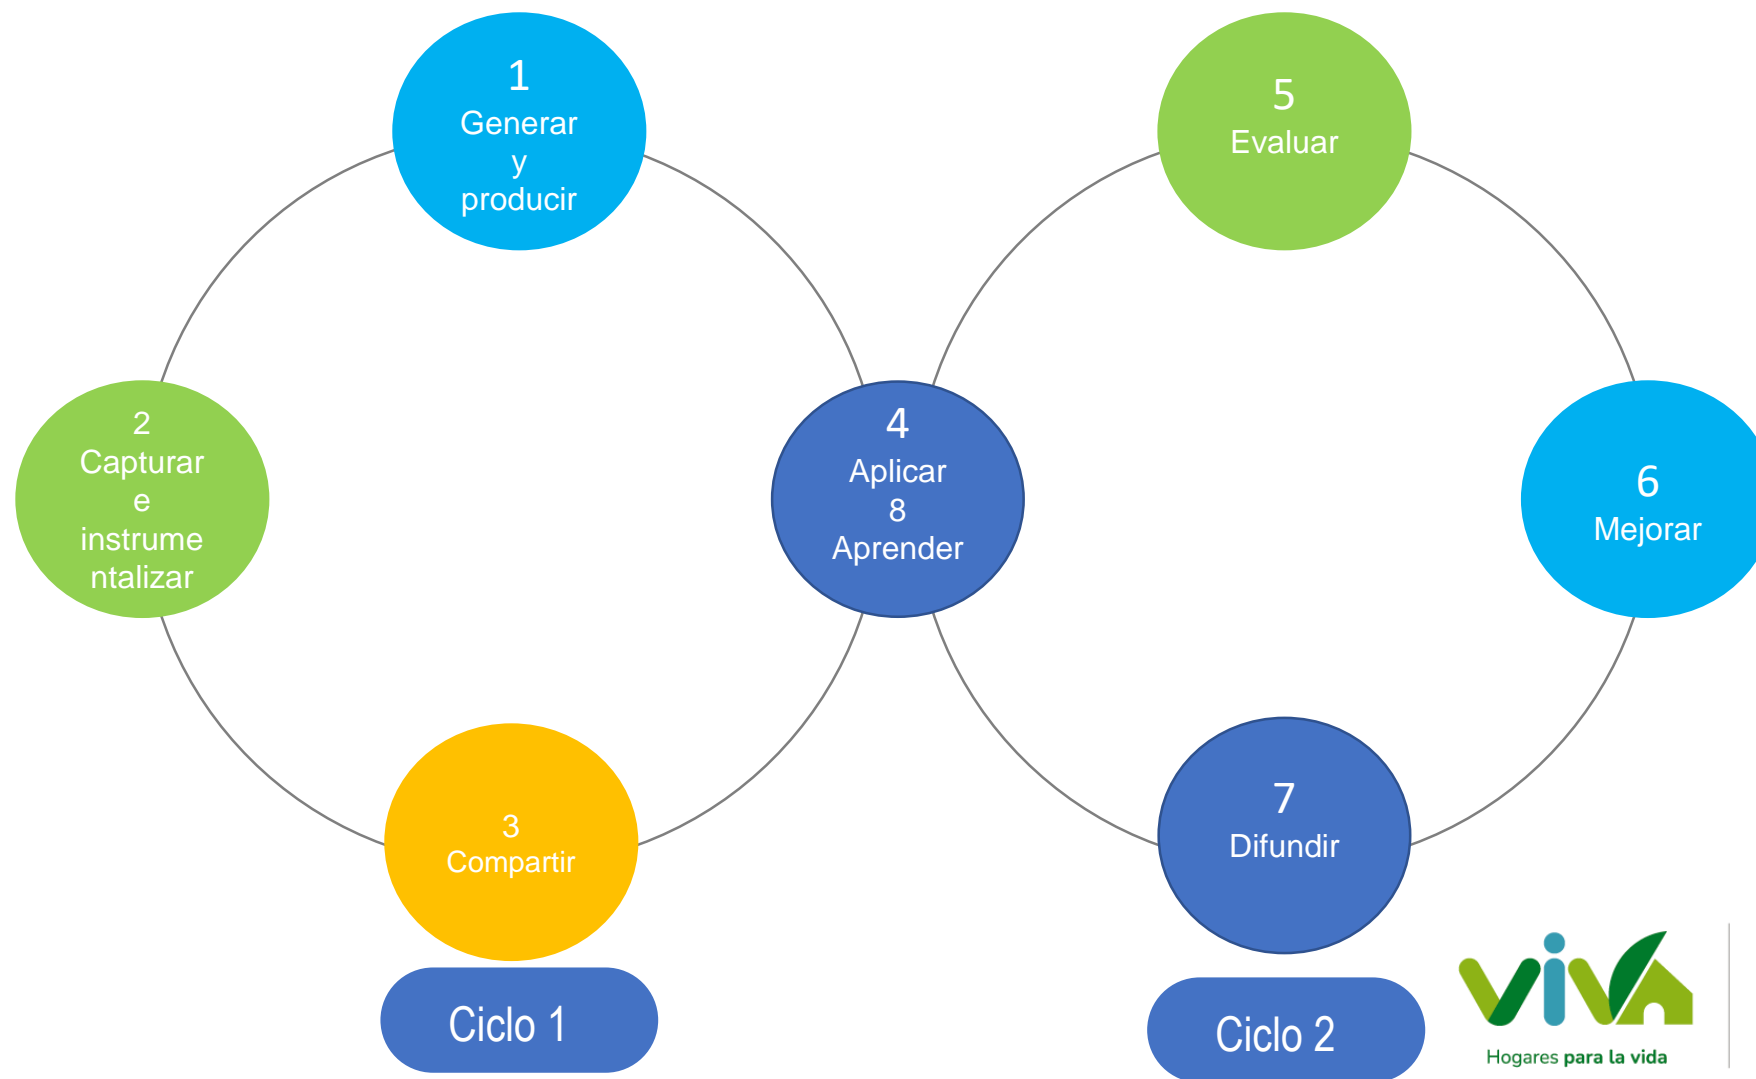 1
Generar
y
producir
2
Capturar
e
instrume
ntalizar
3
Compartir
4
Aplicar
8
Aprender
5
Evaluar
6
Mejorar
7
Difundir
Ciclo 1
Ciclo 2
viva
Hogares para la vida